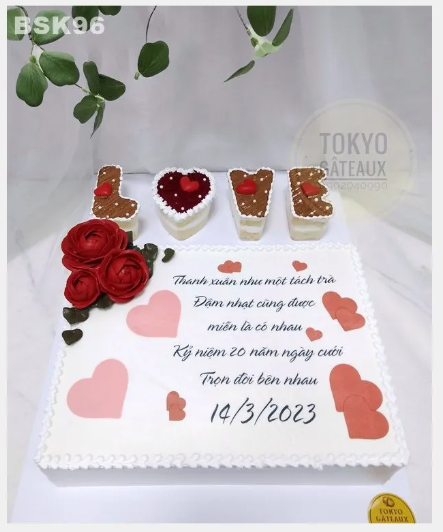 BSK96
TOKYO
GÂTEAUX
LOVE
Thanh xuân như một tách trà
Đậm nhạt cũng được
miễn là có nhau
Kỷ niệm 20 năm ngày cưới
Trọn đời bên nhau
14/3/2023
TOKYO
GÂTEAUX